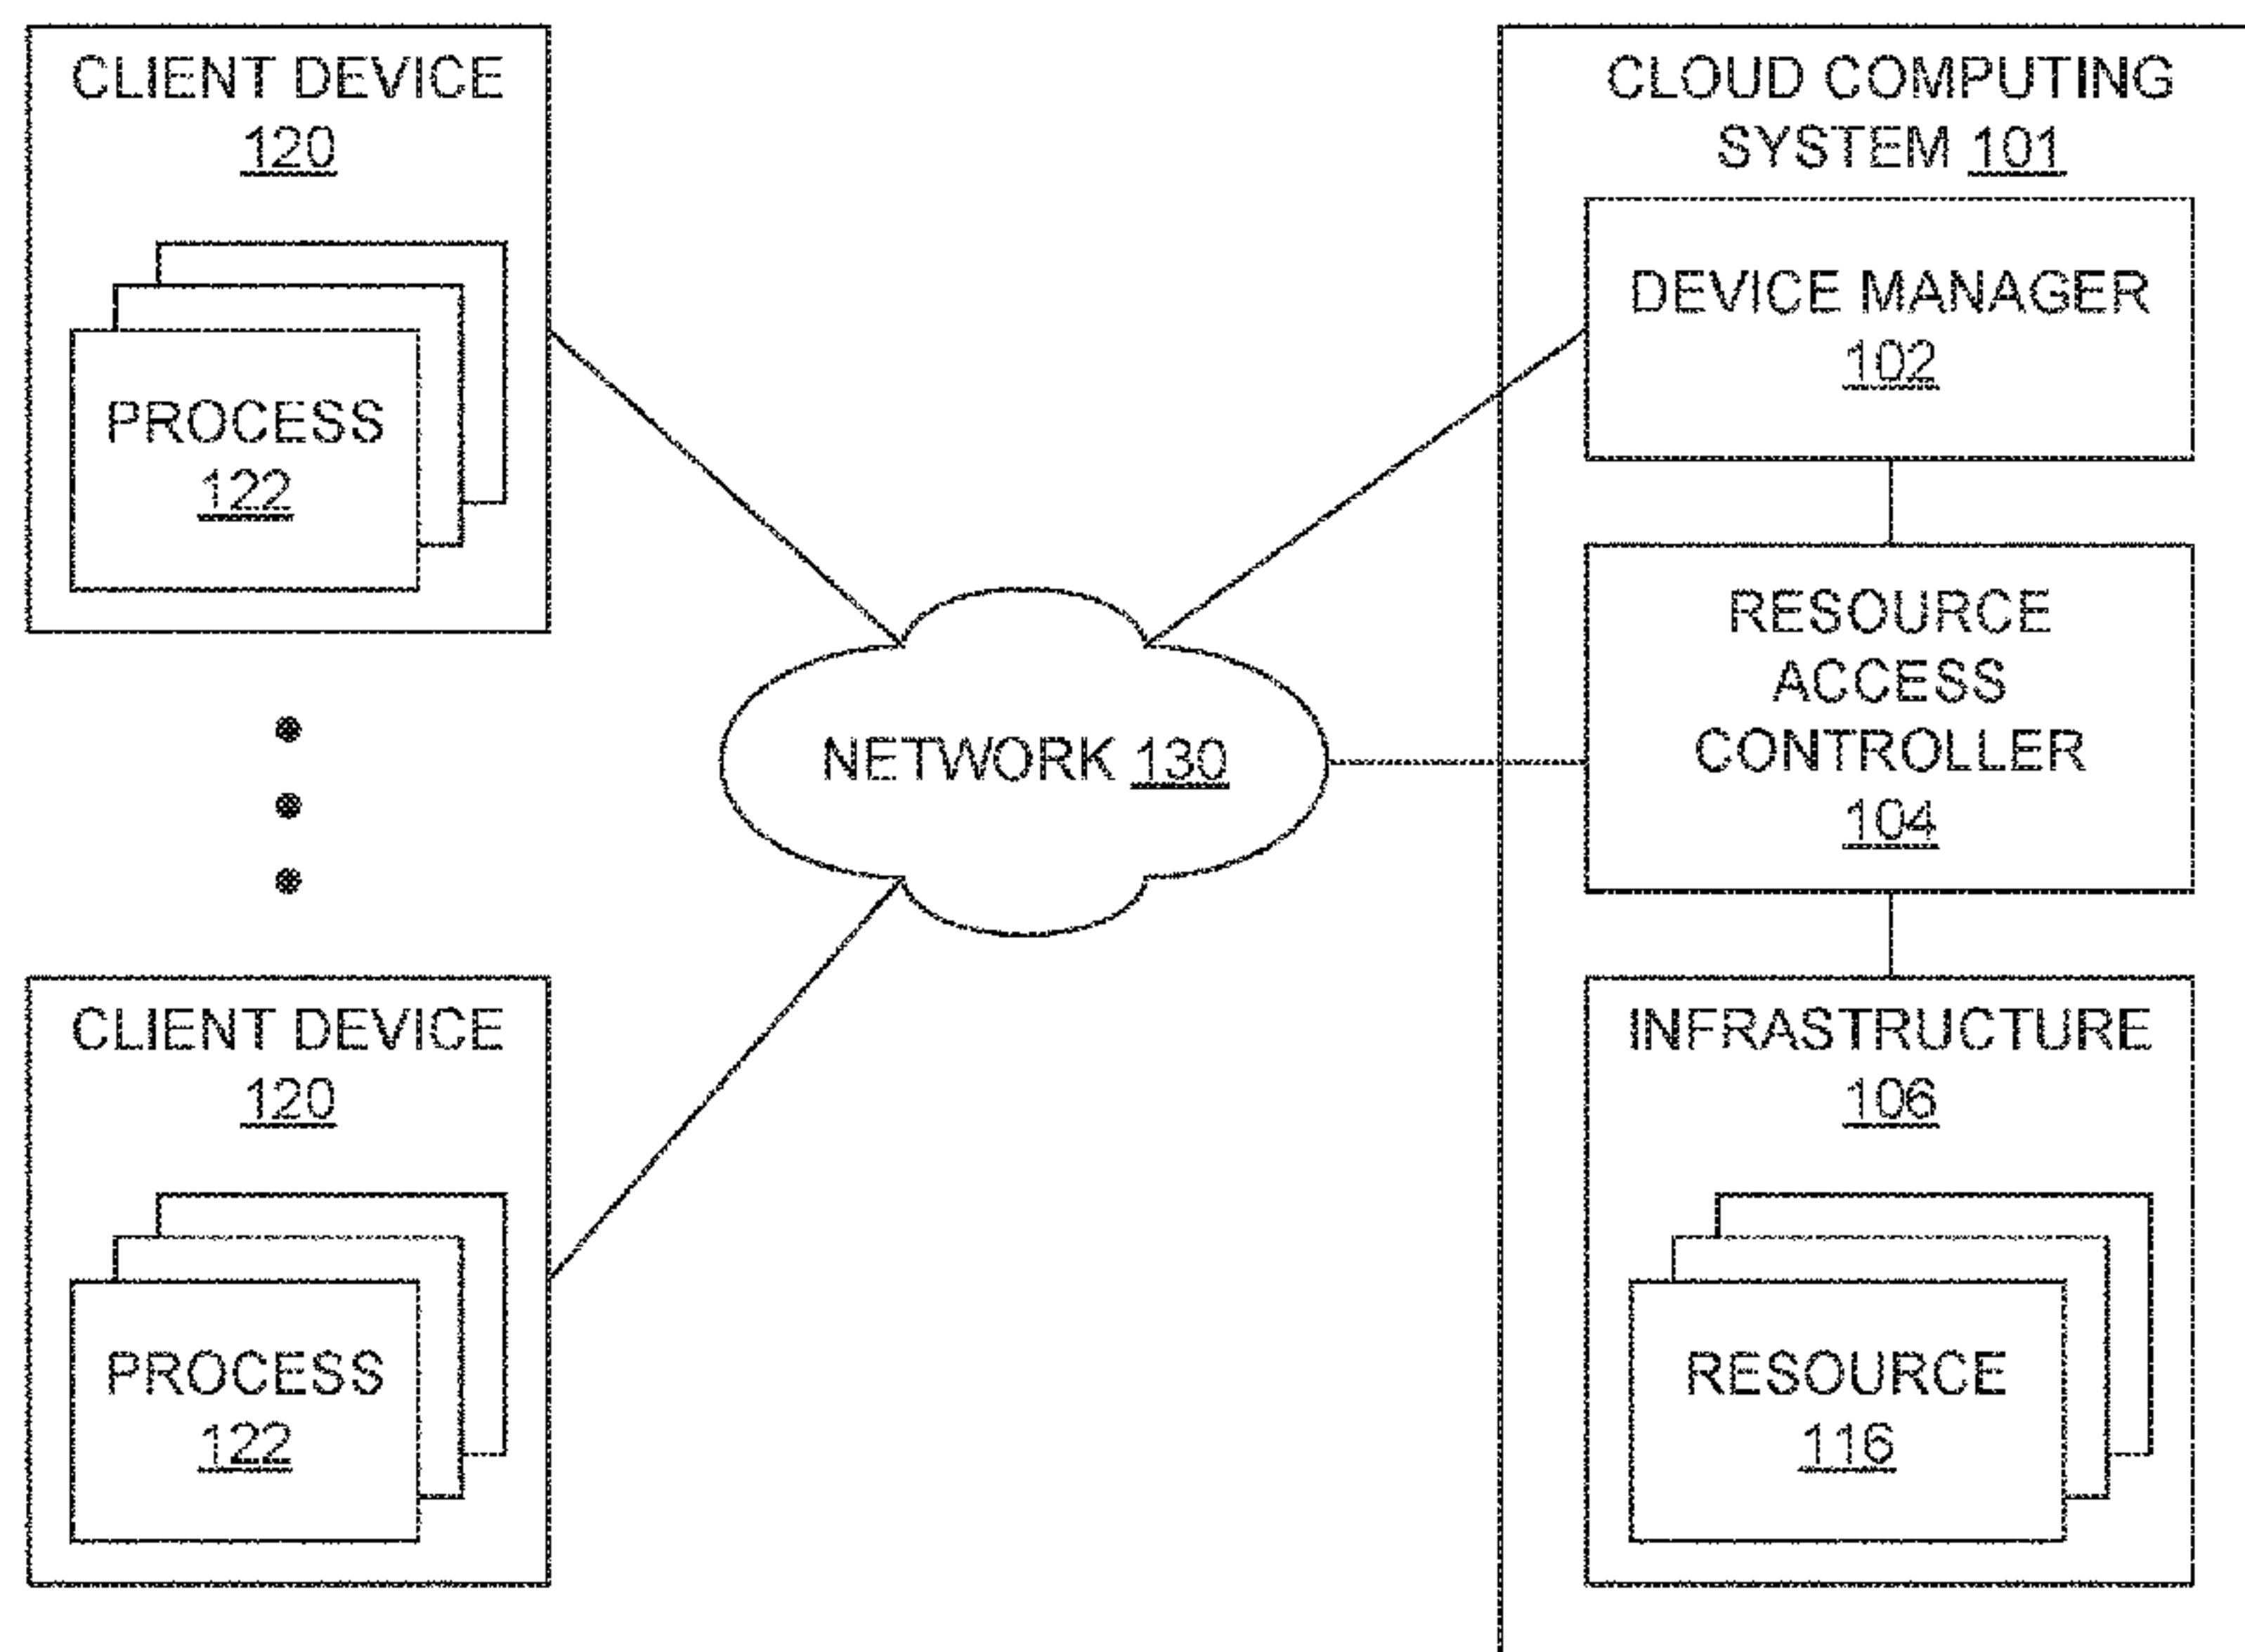 CLIENT DEVICE
120
PROCESS
122
CLIENT DEVICE
120
PROCESS
122
NETWORK 130
CLOUD COMPUTING
SYSTEM 101
DEVICE MANAGER
102
RESOURCE
ACCESS
CONTROLLER
104
INFRASTRUCTURE
106
RESOURCE
116